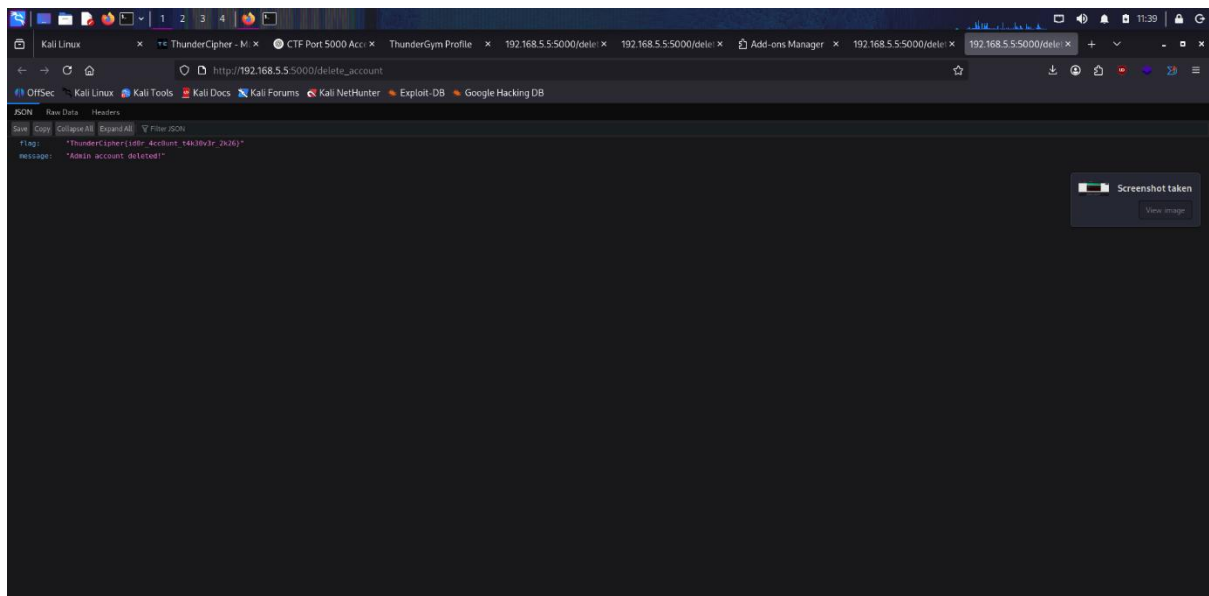 1 2 3 4 11:39
Kali Linux ThunderCipher - M CTF Port 5000 Acc ThunderGym Profile 192.168.5.5:5000/delet 192.168.5.5:5000/delet Add-ons Manager 192.168.5.5:5000/delet 192.168.5.5:5000/delet
http://192.168.5.5:5000/delete_account
OffSec Kali Linux Kali Tools Kali Docs Kali Forums Kali NetHunter Exploit-DB Google Hacking DB
JSON Raw Data Headers
Save Copy Collapse All Expand All Filter JSON
flag: "ThunderCipher{id0r_4cc0unt_t4k30v3r_2k26}"
message: "Admin account deleted!"
Screenshot taken
View image